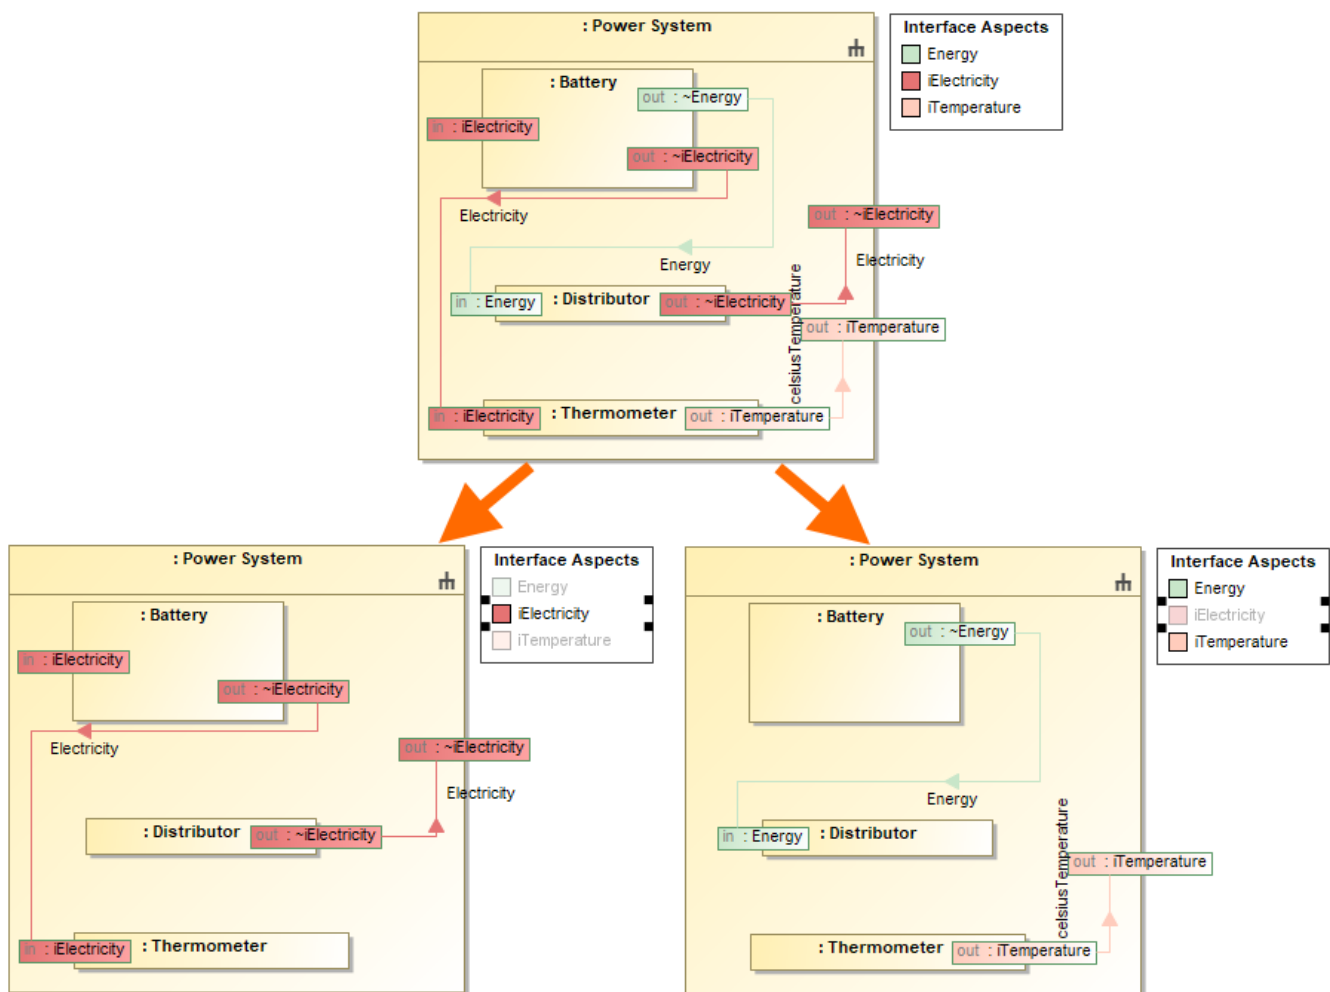 : Power System
Interface Aspects
Energy
iElectricity
iTemperature
: Battery
out : ~Energy
in : iElectricity
out : ~iElectricity
Electricity
out : ~iElectricity
Electricity
Energy
in : Energy
: Distributor
out : ~iElectricity
celsiusTemperature
out : iTemperature
in : iElectricity
: Thermometer
out : iTemperature
: Power System
Interface Aspects
Energy
iElectricity
iTemperature
: Battery
in : iElectricity
out : ~iElectricity
Electricity
out : ~iElectricity
Electricity
: Distributor
out : ~iElectricity
in : iElectricity
: Thermometer
: Power System
Interface Aspects
Energy
iElectricity
iTemperature
: Battery
out : ~Energy
Energy
in : Energy
: Distributor
celsiusTemperature
out : iTemperature
: Thermometer
out : iTemperature